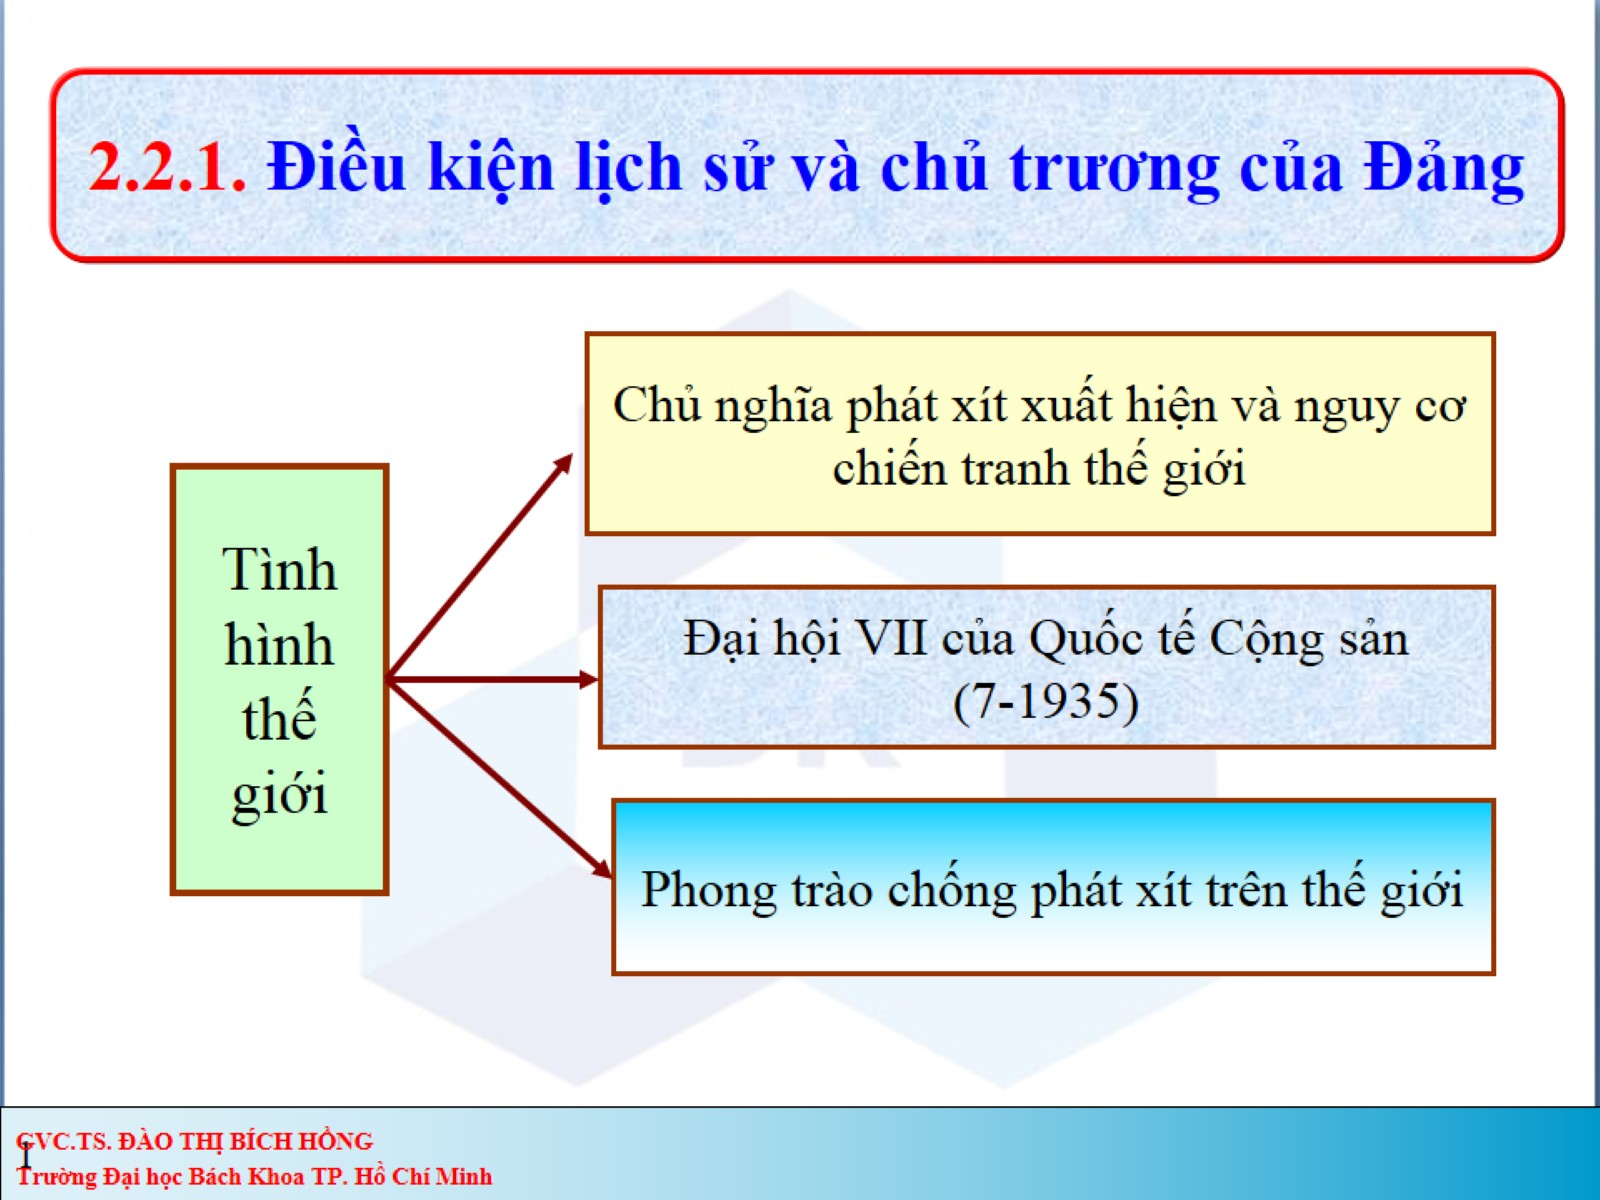 2.2.1. Điều kiện lịch sử và chủ trương của Đảng
Chủ nghĩa phát xít xuất hiện và nguy cơ
chiến tranh thế giới
Tình
hình
thế
giới
Đại hội VII của Quốc tế Cộng sản
(7-1935)
Phong trào chống phát xít trên thế giới
GVC.TS. ĐÀO THỊ BÍCH HỒNG
1
Trường Đại học Bách Khoa TP. Hồ Chí Minh
BK